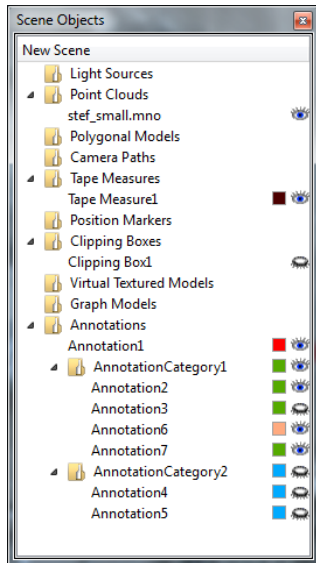 Scene Objects
New Scene
Light Sources
Point Clouds
stef_small.mno
Polygonal Models
Camera Paths
Tape Measures
Tape Measure1
Position Markers
Clipping Boxes
Clipping Box1
Virtual Textured Models
Graph Models
Annotations
Annotation1
AnnotationCategory1
Annotation2
Annotation3
Annotation6
Annotation7
AnnotationCategory2
Annotation4
Annotation5